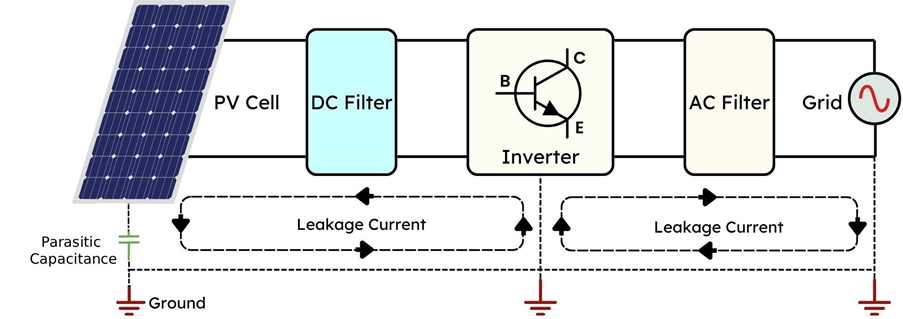 PV Cell
DC Filter
B
C
E
Inverter
AC Filter
Grid
Leakage Current
Leakage Current
Parasitic
Capacitance
Ground